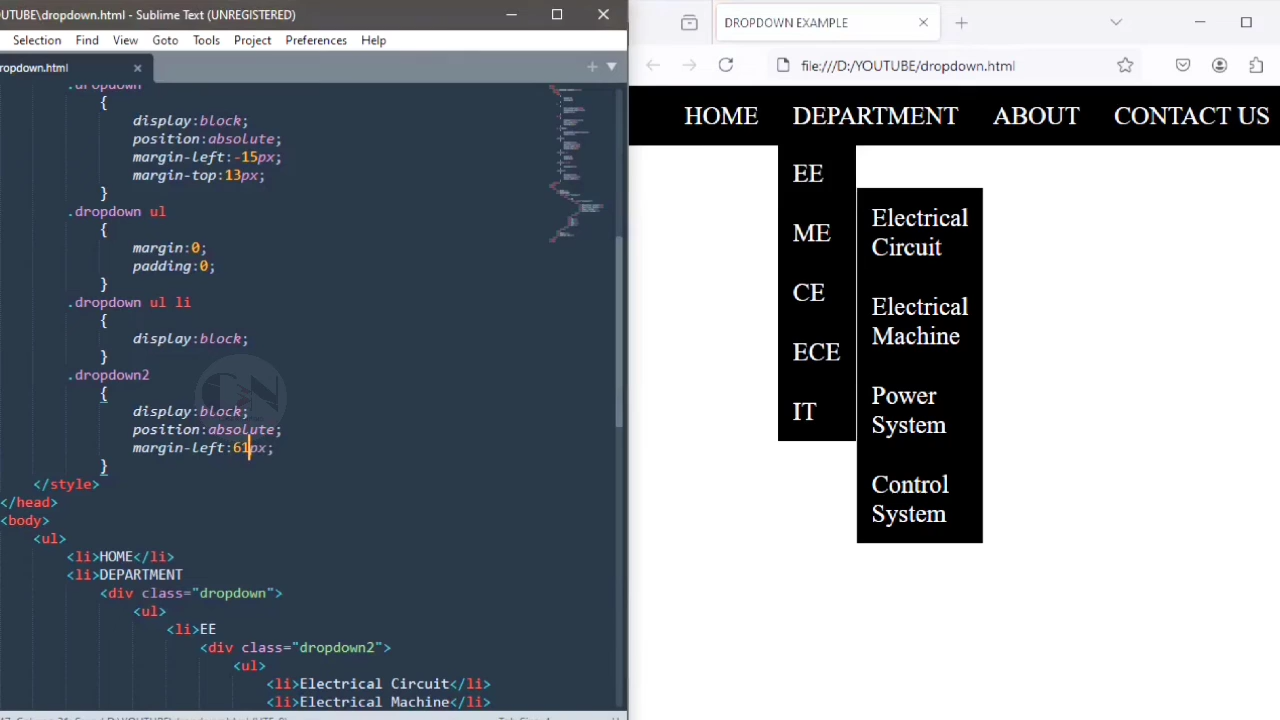 OUTUBE\dropdown.html - Sublime Text (UNREGISTERED)
Selection Find View Goto Tools Project Preferences Help
ropdown.html
.dropdown
{
display:block;
position:absolute;
margin-left:-15px;
margin-top:13px;
}
.dropdown ul
{
margin:0;
padding:0;
}
.dropdown ul li
{
display:block;
}
.dropdown2
{
display:block;
position:absolute;
margin-left:61px;
}
</style>
</head>
<body>
<ul>
<li>HOME</li>
<li>DEPARTMENT
<div class="dropdown">
<ul>
<li>EE
<div class="dropdown2">
<ul>
<li>Electrical Circuit</li>
<li>Electrical Machine</li>
DROPDOWN EXAMPLE
file:///D:/YOUTUBE/dropdown.html
HOME DEPARTMENT ABOUT CONTACT US
EE
ME
CE
ECE
IT
Electrical
Circuit
Electrical
Machine
Power
System
Control
System